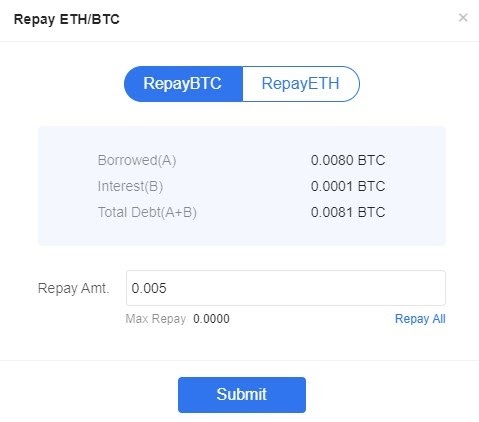 Repay ETH/BTC ×
RepayBTC RepayETH
Borrowed(A) 0.0080 BTC
Interest(B) 0.0001 BTC
Total Debt(A+B) 0.0081 BTC
Repay Amt. 0.005
Max Repay 0.0000 Repay All
Submit